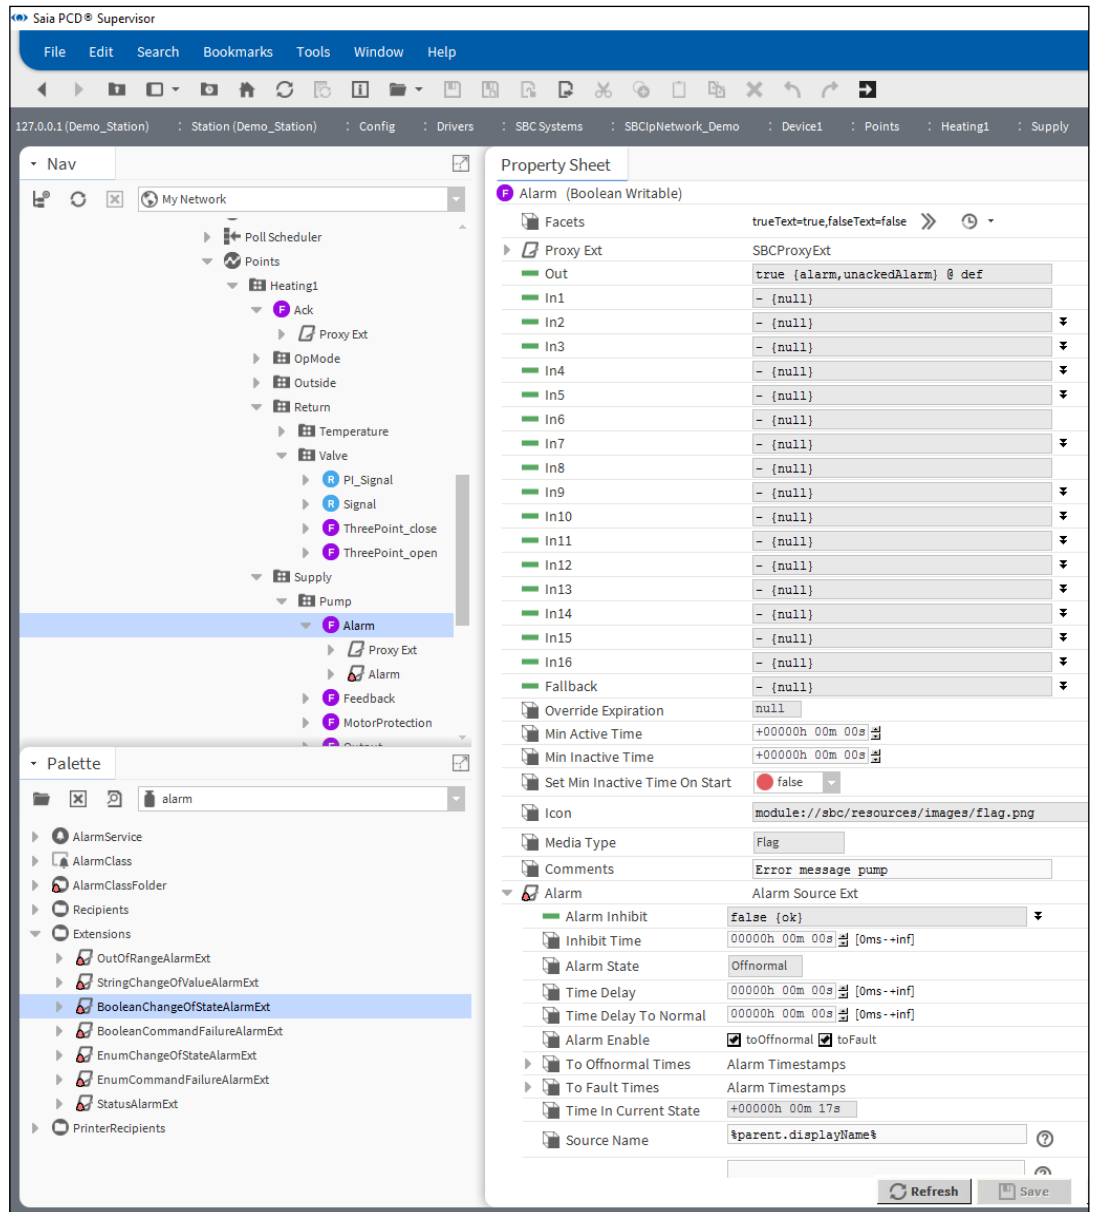 Saia PCD® Supervisor
File Edit Search Bookmarks Tools Window Help
127.0.0.1 (Demo_Station) : Station (Demo_Station) : Config : Drivers : SBC Systems : SBCIpNetwork_Demo : Device1 : Points : Heating1 : Supply
Nav
My Network
Poll Scheduler
Points
Heating1
F Ack
Proxy Ext
OpMode
Outside
Return
Temperature
Valve
R PI_Signal
R Signal
F ThreePoint_close
F ThreePoint_open
Supply
Pump
F Alarm
Proxy Ext
Alarm
F Feedback
F MotorProtection
Palette
alarm
AlarmService
AlarmClass
AlarmClassFolder
Recipients
Extensions
OutOfRangeAlarmExt
StringChangeOfValueAlarmExt
BooleanChangeOfStateAlarmExt
BooleanCommandFailureAlarmExt
EnumChangeOfStateAlarmExt
EnumCommandFailureAlarmExt
StatusAlarmExt
PrinterRecipients
Property Sheet
F Alarm (Boolean Writable)
Facets trueText=true,falseText=false
Proxy Ext SBCProxyExt
Out true {alarm,unackedAlarm} @ def
In1 - {null}
In2 - {null}
In3 - {null}
In4 - {null}
In5 - {null}
In6 - {null}
In7 - {null}
In8 - {null}
In9 - {null}
In10 - {null}
In11 - {null}
In12 - {null}
In13 - {null}
In14 - {null}
In15 - {null}
In16 - {null}
Fallback - {null}
Override Expiration null
Min Active Time +00000h 00m 00s
Min Inactive Time +00000h 00m 00s
Set Min Inactive Time On Start false
Icon module://sbc/resources/images/flag.png
Media Type Flag
Comments Error message pump
Alarm Alarm Source Ext
Alarm Inhibit false {ok}
Inhibit Time 00000h 00m 00s [0ms-+inf]
Alarm State Offnormal
Time Delay 00000h 00m 00s [0ms-+inf]
Time Delay To Normal 00000h 00m 00s [0ms-+inf]
Alarm Enable toOffnormal toFault
To Offnormal Times Alarm Timestamps
To Fault Times Alarm Timestamps
Time In Current State +00000h 00m 17s
Source Name %parent.displayName%
Refresh Save